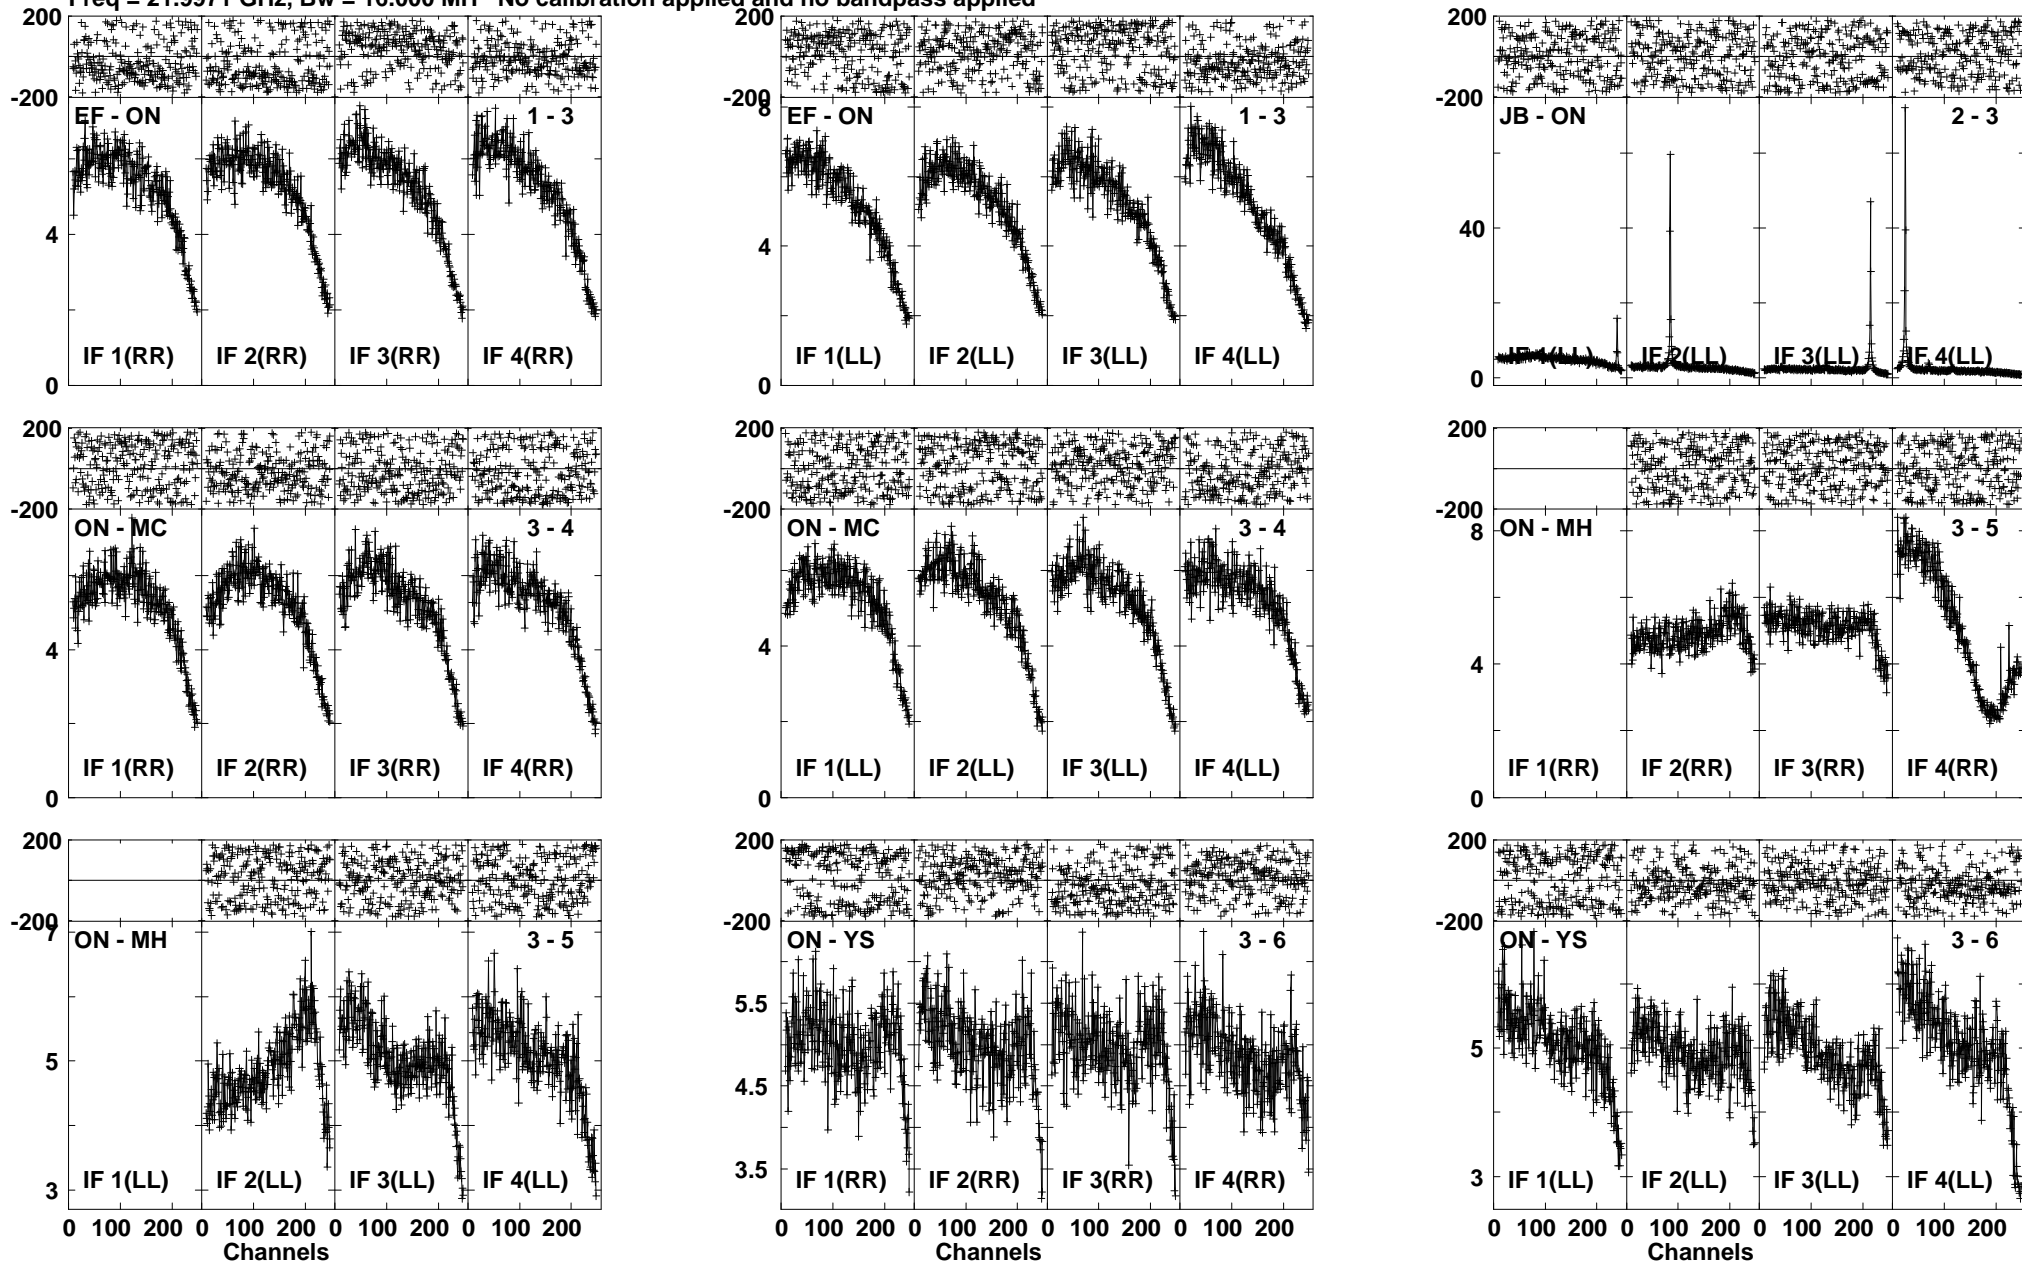 Freq = 21.9971 GHz, Bw = 16.000 MH No calibration applied and no bandpass applied
200 200 200
-200 -200 -200
EF - ON 1 - 3 8 EF - ON 1 - 3 JB - ON 2 - 3
4 4 40
IF 1(RR) IF 2(RR) IF 3(RR) IF 4(RR) IF 1(LL) IF 2(LL) IF 3(LL) IF 4(LL) IF 1(LL) IF 2(LL) IF 3(LL) IF 4(LL)
0 0 0
200 200 200
-200 -200 -200
ON - MC 3 - 4 ON - MC 3 - 4 8 ON - MH 3 - 5
4 4 4
IF 1(RR) IF 2(RR) IF 3(RR) IF 4(RR) IF 1(LL) IF 2(LL) IF 3(LL) IF 4(LL) IF 1(RR) IF 2(RR) IF 3(RR) IF 4(RR)
0 0 0
200 200 200
-200 -200 -200
7 ON - MH 3 - 5 ON - YS 3 - 6 ON - YS 3 - 6
5.5
5 5
4.5
3 IF 1(LL) IF 2(LL) IF 3(LL) IF 4(LL) 3.5 IF 1(RR) IF 2(RR) IF 3(RR) IF 4(RR) 3 IF 1(LL) IF 2(LL) IF 3(LL) IF 4(LL)
0 100 200 0 100 200 0 100 200 0 100 200 0 100 200 0 100 200 0 100 200 0 100 200 0 100 200 0 100 200 0 100 200 0 100 200
Channels Channels Channels